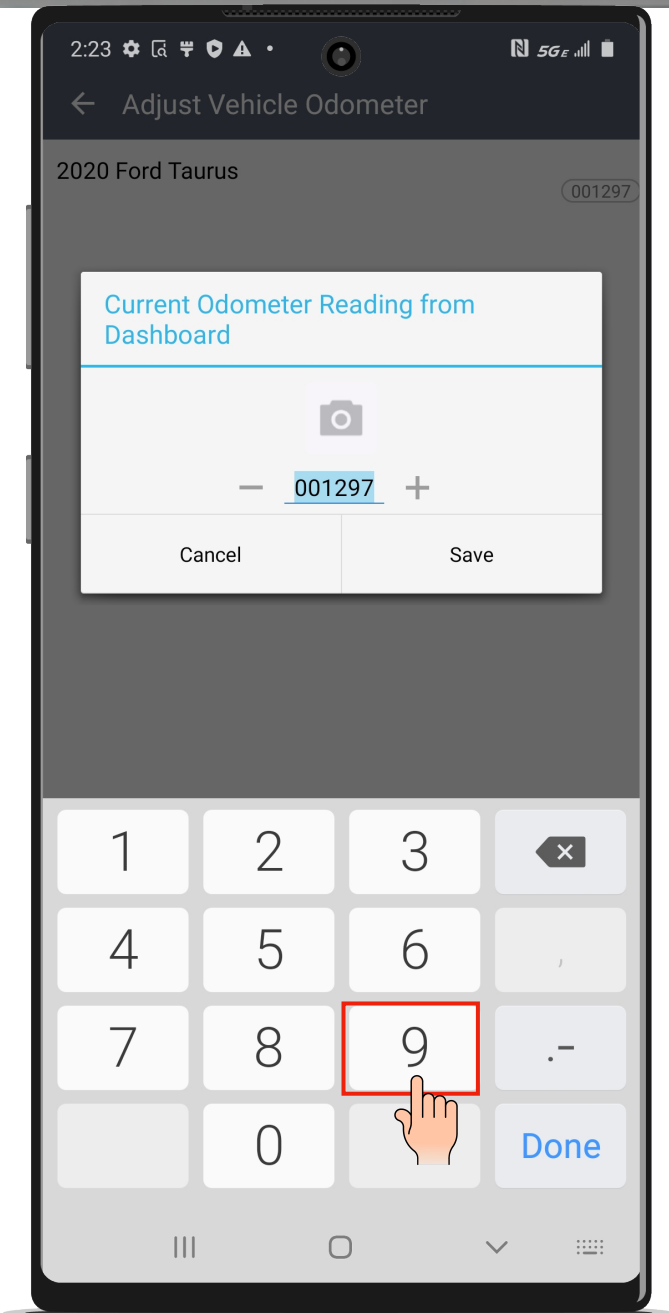 2:23
5GE
Adjust Vehicle Odometer
2020 Ford Taurus
001297
Current Odometer Reading from
Dashboard
001297
Cancel
Save
1 2 3
4 5 6 ,
7 8 9 .-
0 Done